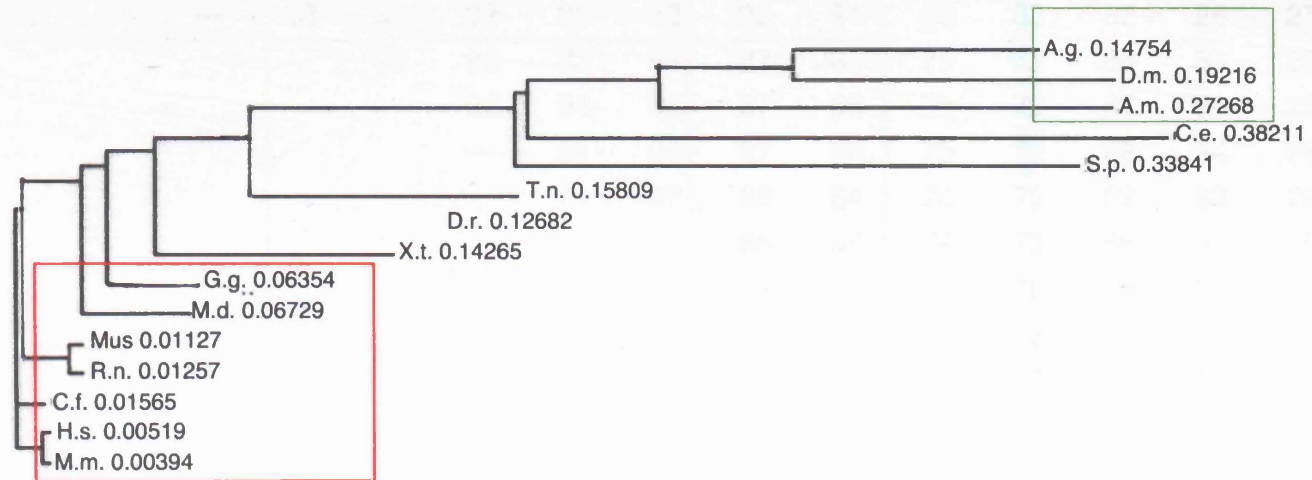 A.g. 0.14754
D.m. 0.19216
A.m. 0.27268
C.e. 0.38211
S.p. 0.33841
T.n. 0.15809
D.r. 0.12682
X.t. 0.14265
G.g. 0.06354
M.d. 0.06729
Mus 0.01127
R.n. 0.01257
C.f. 0.01565
H.s. 0.00519
M.m. 0.00394